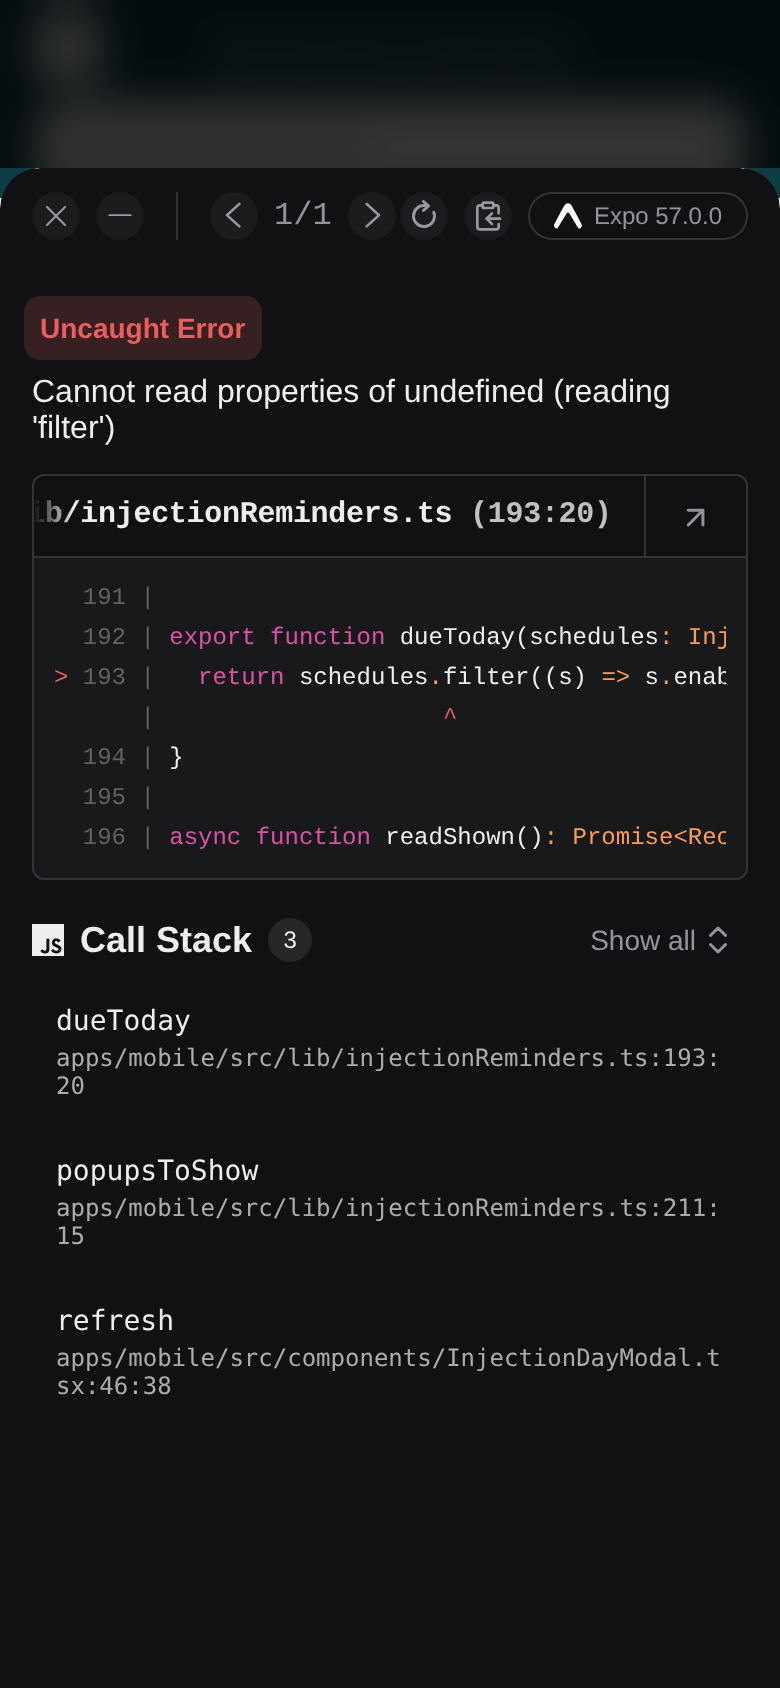 1/1
Expo 57.0.0
Uncaught Error
Cannot read properties of undefined (reading
'filter')
b/injectionReminders.ts (193:20)
191 |
192 | export function dueToday(schedules: Inj
> 193 |   return schedules.filter((s) => s.enab
|                    ^
194 | }
195 |
196 | async function readShown(): Promise<Rec
JS
Call Stack
3
Show all
dueToday
apps/mobile/src/lib/injectionReminders.ts:193:
20
popupsToShow
apps/mobile/src/lib/injectionReminders.ts:211:
15
refresh
apps/mobile/src/components/InjectionDayModal.t
sx:46:38